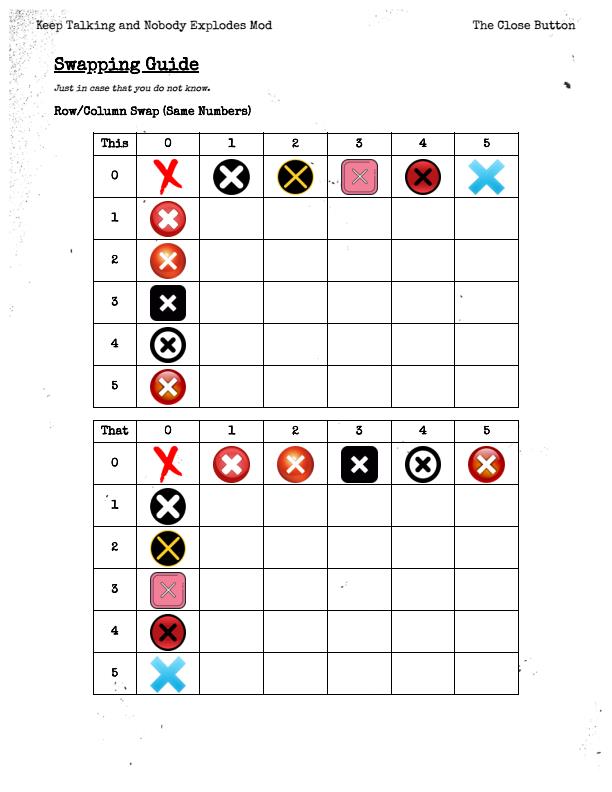 Keep Talking and Nobody Explodes Mod The Close Button
Swapping Guide
Just in case that you do not know.
Row/Column Swap (Same Numbers)
This 0 1 2 3 4 5
0
1
2
3
4
5
That 0 1 2 3 4 5
0
1
2
3
4
5